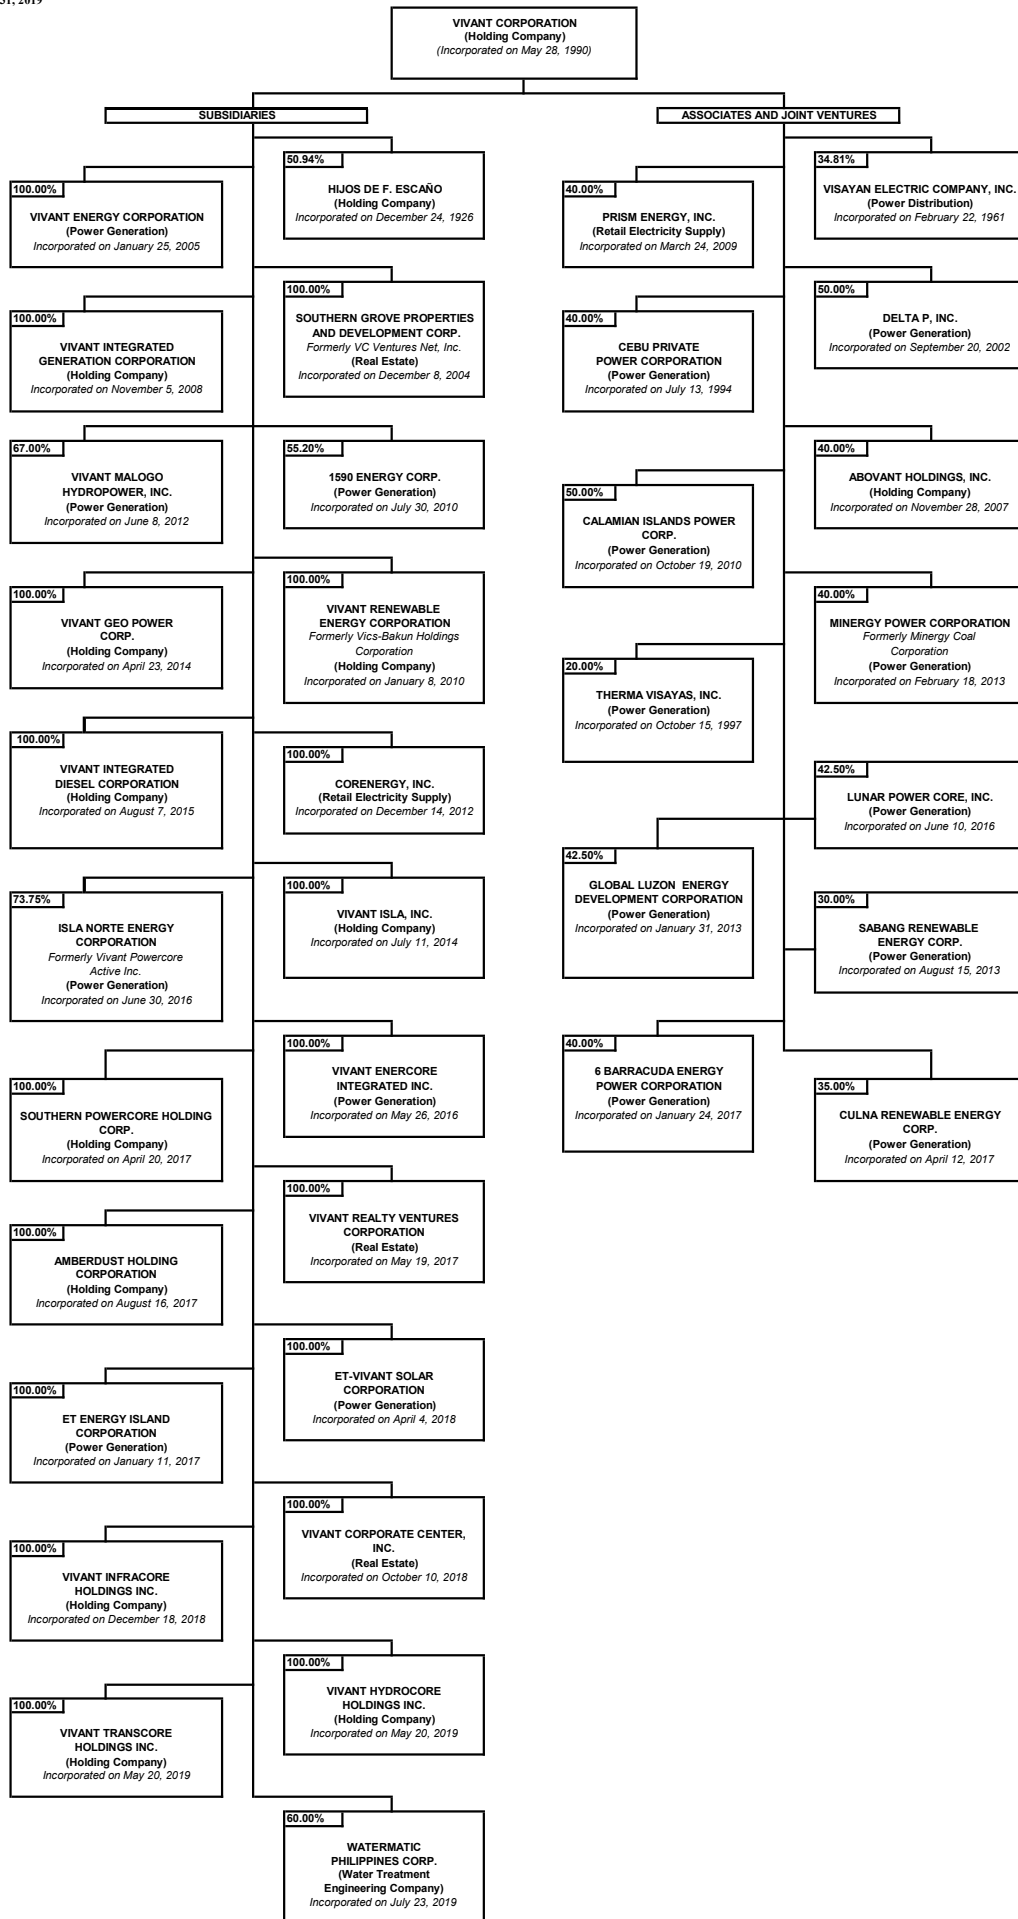 31, 2019
VIVANT CORPORATION
(Holding Company)
(Incorporated on May 28, 1990)
SUBSIDIARIES
ASSOCIATES AND JOINT VENTURES
100.00%
VIVANT ENERGY CORPORATION
(Power Generation)
Incorporated on January 25, 2005
50.94%
HIJOS DE F. ESCAÑO
(Holding Company)
Incorporated on December 24, 1926
40.00%
PRISM ENERGY, INC.
(Retail Electricity Supply)
Incorporated on March 24, 2009
34.81%
VISAYAN ELECTRIC COMPANY, INC.
(Power Distribution)
Incorporated on February 22, 1961
100.00%
VIVANT INTEGRATED
GENERATION CORPORATION
(Holding Company)
Incorporated on November 5, 2008
100.00%
SOUTHERN GROVE PROPERTIES
AND DEVELOPMENT CORP.
Formerly VC Ventures Net, Inc.
(Real Estate)
Incorporated on December 8, 2004
40.00%
CEBU PRIVATE
POWER CORPORATION
(Power Generation)
Incorporated on July 13, 1994
50.00%
DELTA P, INC.
(Power Generation)
Incorporated on September 20, 2002
67.00%
VIVANT MALOGO
HYDROPOWER, INC.
(Power Generation)
Incorporated on June 8, 2012
55.20%
1590 ENERGY CORP.
(Power Generation)
Incorporated on July 30, 2010
50.00%
CALAMIAN ISLANDS POWER
CORP.
(Power Generation)
Incorporated on October 19, 2010
40.00%
ABOVANT HOLDINGS, INC.
(Holding Company)
Incorporated on November 28, 2007
100.00%
VIVANT GEO POWER
CORP.
(Holding Company)
Incorporated on April 23, 2014
100.00%
VIVANT RENEWABLE
ENERGY CORPORATION
Formerly Vics-Bakun Holdings
Corporation
(Holding Company)
Incorporated on January 8, 2010
20.00%
THERMA VISAYAS, INC.
(Power Generation)
Incorporated on October 15, 1997
40.00%
MINERGY POWER CORPORATION
Formerly Minergy Coal
Corporation
(Power Generation)
Incorporated on February 18, 2013
100.00%
VIVANT INTEGRATED
DIESEL CORPORATION
(Holding Company)
Incorporated on August 7, 2015
100.00%
CORENERGY, INC.
(Retail Electricity Supply)
Incorporated on December 14, 2012
42.50%
GLOBAL LUZON ENERGY
DEVELOPMENT CORPORATION
(Power Generation)
Incorporated on January 31, 2013
42.50%
LUNAR POWER CORE, INC.
(Power Generation)
Incorporated on June 10, 2016
73.75%
ISLA NORTE ENERGY
CORPORATION
Formerly Vivant Powercore
Active Inc.
(Power Generation)
Incorporated on June 30, 2016
100.00%
VIVANT ISLA, INC.
(Holding Company)
Incorporated on July 11, 2014
30.00%
SABANG RENEWABLE
ENERGY CORP.
(Power Generation)
Incorporated on August 15, 2013
100.00%
SOUTHERN POWERCORE HOLDING
CORP.
(Holding Company)
Incorporated on April 20, 2017
100.00%
VIVANT ENERCORE
INTEGRATED INC.
(Power Generation)
Incorporated on May 26, 2016
40.00%
6 BARRACUDA ENERGY
POWER CORPORATION
(Power Generation)
Incorporated on January 24, 2017
35.00%
CULNA RENEWABLE ENERGY
CORP.
(Power Generation)
Incorporated on April 12, 2017
100.00%
AMBERDUST HOLDING
CORPORATION
(Holding Company)
Incorporated on August 16, 2017
100.00%
VIVANT REALTY VENTURES
CORPORATION
(Real Estate)
Incorporated on May 19, 2017
100.00%
ET ENERGY ISLAND
CORPORATION
(Power Generation)
Incorporated on January 11, 2017
100.00%
ET-VIVANT SOLAR
CORPORATION
(Power Generation)
Incorporated on April 4, 2018
100.00%
VIVANT INFRACORE
HOLDINGS INC.
(Holding Company)
Incorporated on December 18, 2018
100.00%
VIVANT CORPORATE CENTER,
INC.
(Real Estate)
Incorporated on October 10, 2018
100.00%
VIVANT TRANSCORE
HOLDINGS INC.
(Holding Company)
Incorporated on May 20, 2019
100.00%
VIVANT HYDROCORE
HOLDINGS INC.
(Holding Company)
Incorporated on May 20, 2019
60.00%
WATERMATIC
PHILIPPINES CORP.
(Water Treatment
Engineering Company)
Incorporated on July 23, 2019